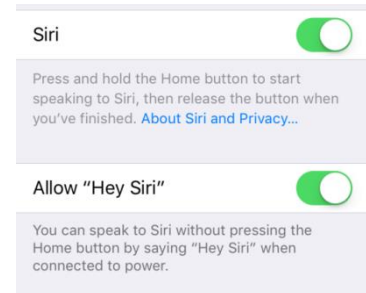 Siri
Press and hold the Home button to start
speaking to Siri, then release the button when
you've finished. About Siri and Privacy...
Allow “Hey Siri”
You can speak to Siri without pressing the
Home button by saying “Hey Siri” when
connected to power.